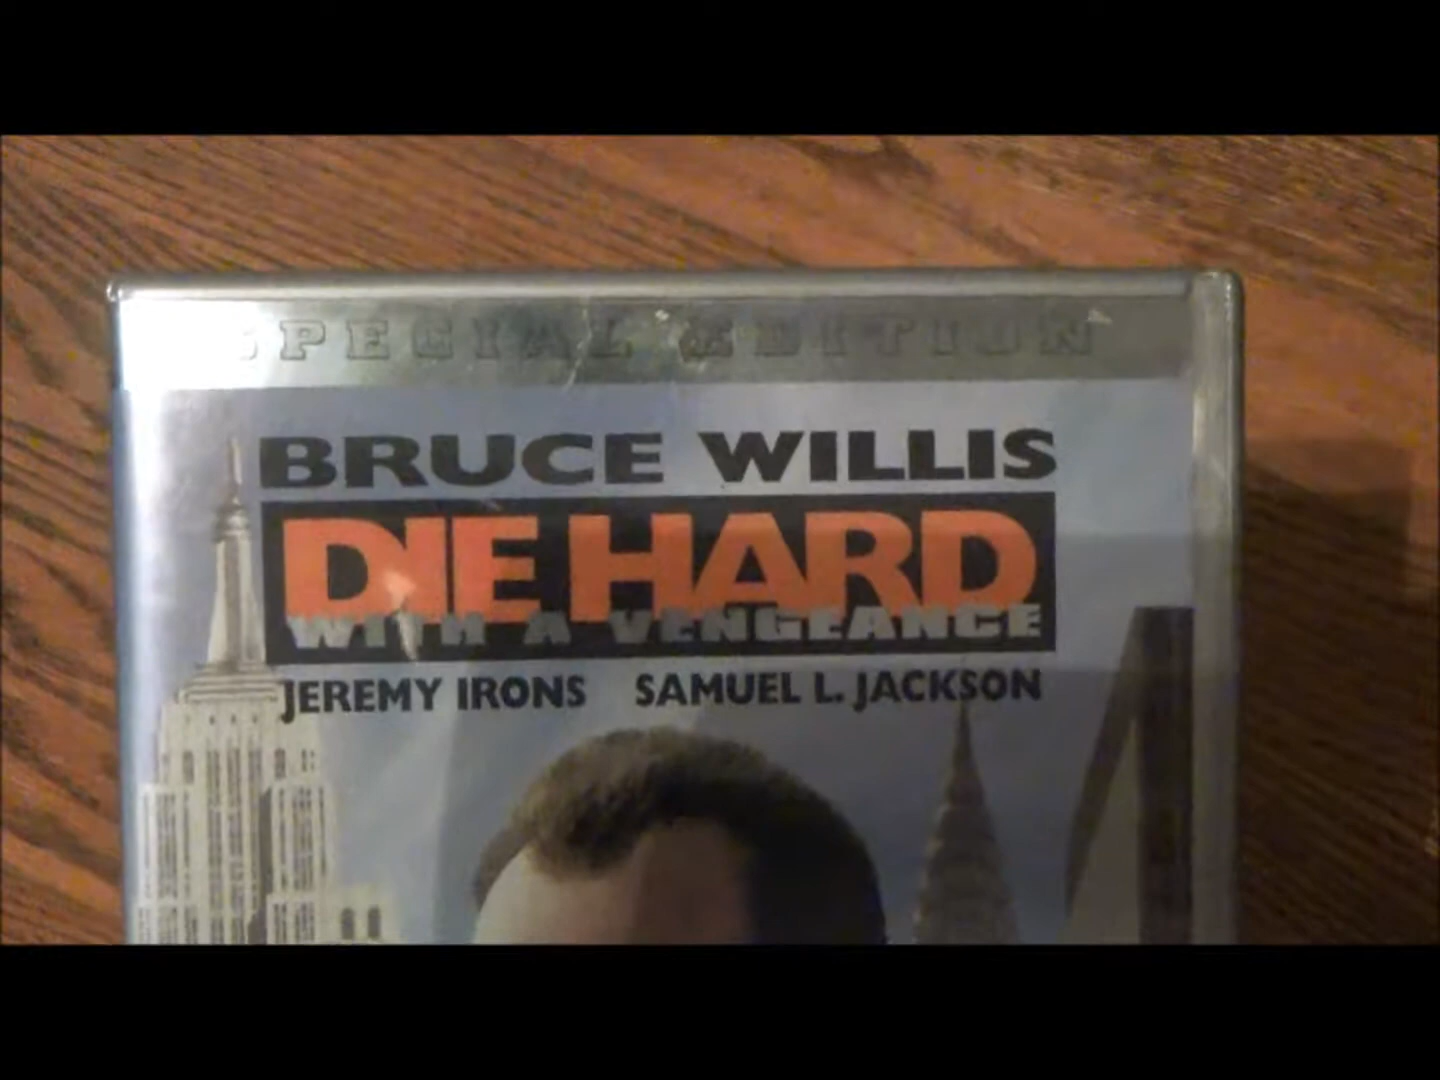 SPECIAL EDITION
BRUCE WILLIS
DIE HARD
WITH A VENGEANCE
JEREMY IRONS SAMUEL L. JACKSON